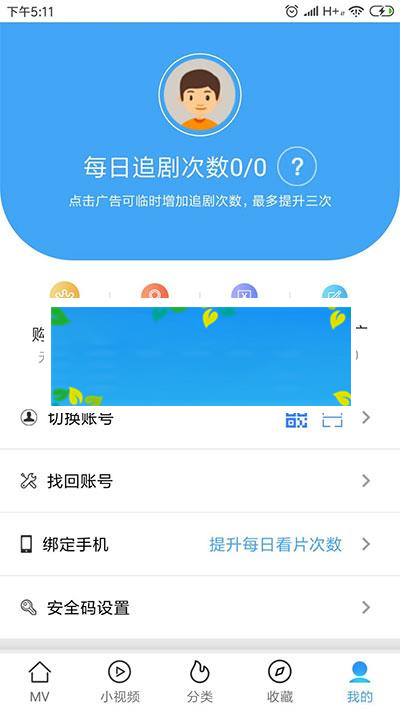 下午5:11
H+
每日追剧次数0/0 ?
点击广告可临时增加追剧次数,最多提升三次
购
切换账号
找回账号
绑定手机 提升每日看片次数
安全码设置
MV 小视频 分类 收藏 我的